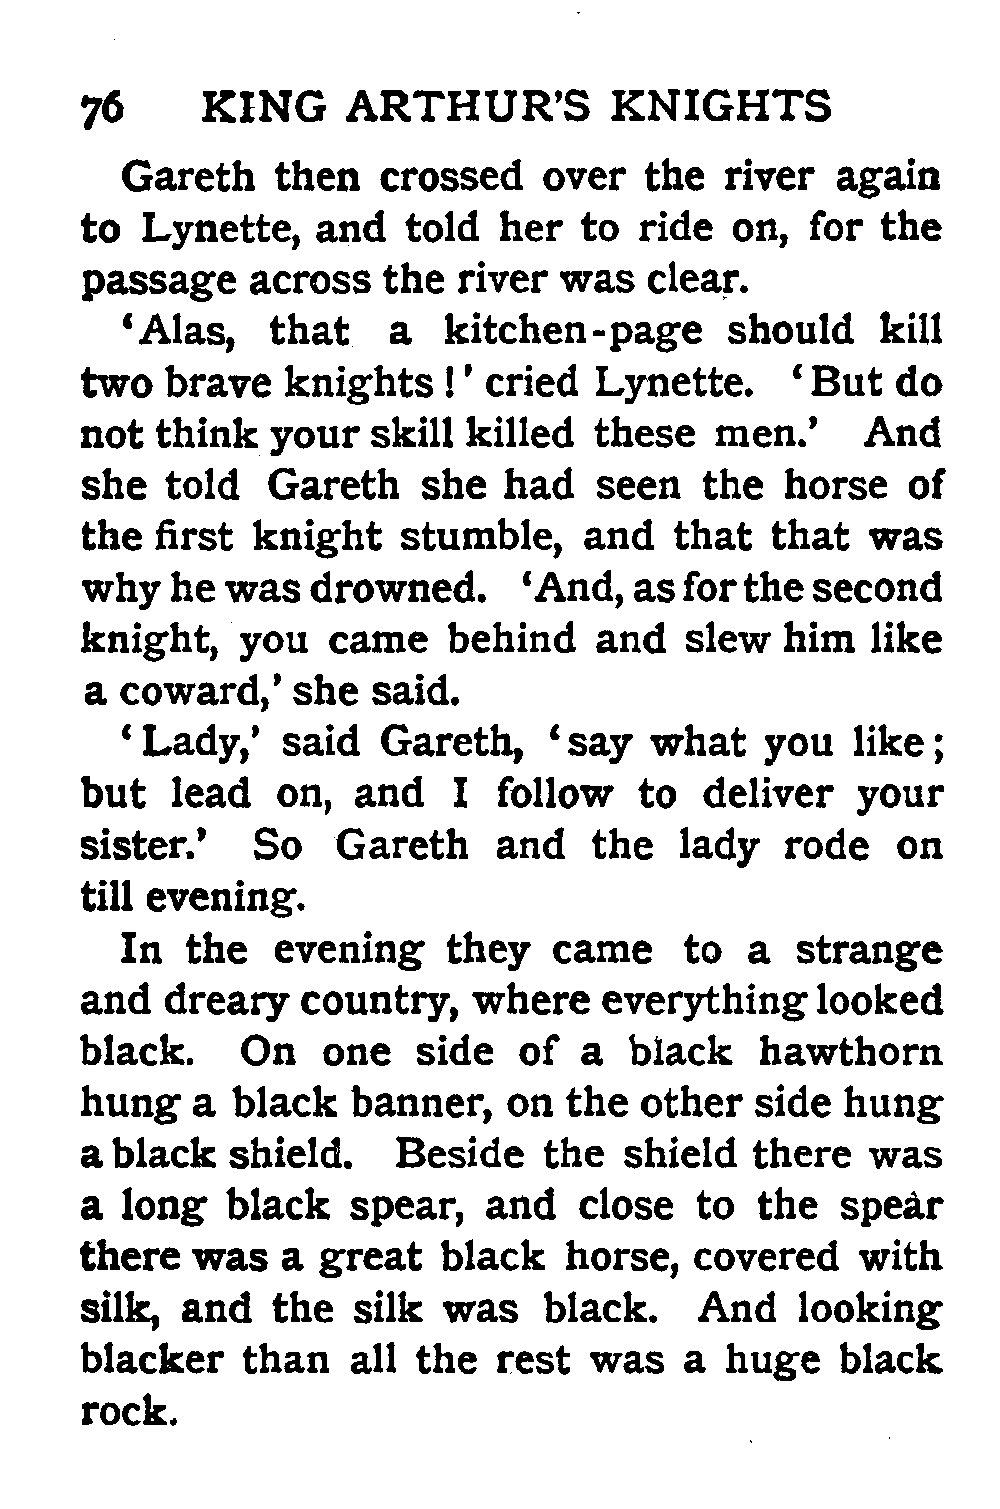 76 KING ARTHUR'S KNIGHTS
Gareth then crossed over the river again
to Lynette, and told her to ride on, for the
passage across the river was clear.
‘Alas, that a kitchen-page should kill
two brave knights!’ cried Lynette. ‘But do
not think your skill killed these men.’ And
she told Gareth she had seen the horse of
the first knight stumble, and that that was
why he was drowned. ‘And, as for the second
knight, you came behind and slew him like
a coward,’ she said.
‘Lady,’ said Gareth, ‘say what you like;
but lead on, and I follow to deliver your
sister.’ So Gareth and the lady rode on
till evening.
In the evening they came to a strange
and dreary country, where everything looked
black. On one side of a black hawthorn
hung a black banner, on the other side hung
a black shield. Beside the shield there was
a long black spear, and close to the spear
there was a great black horse, covered with
silk, and the silk was black. And looking
blacker than all the rest was a huge black
rock.